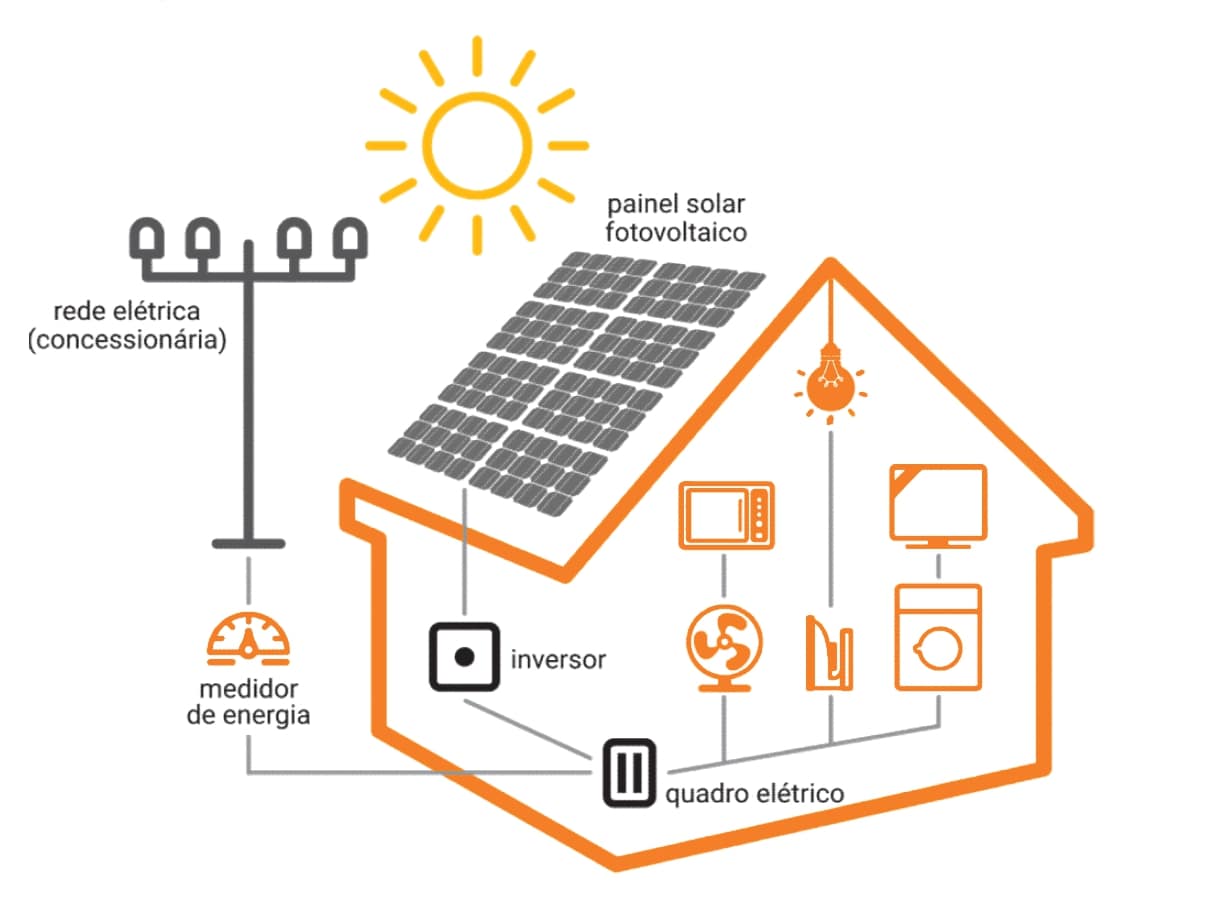 painel solar
fotovoltaico
rede elétrica
(concessionária)
inversor
medidor
de energia
quadro elétrico